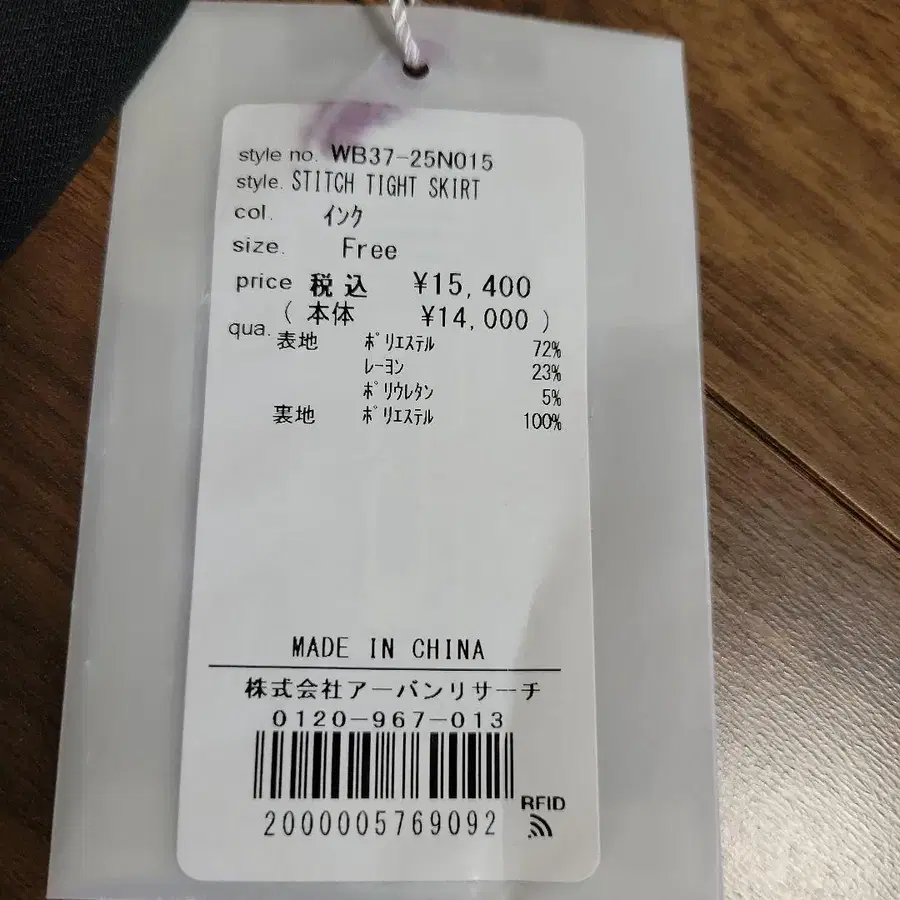 style no. WB37-25N015
style. STITCH TIGHT SKIRT
col. インク
size. Free
price 税込 ¥15,400
( 本体 ¥14,000 )
qua. 表地 ポリエステル 72%
レーヨン 23%
ポリウレタン 5%
裏地 ポリエステル 100%
MADE IN CHINA
株式会社アーバンリサーチ
0120-967-013
2000005769092
RFID